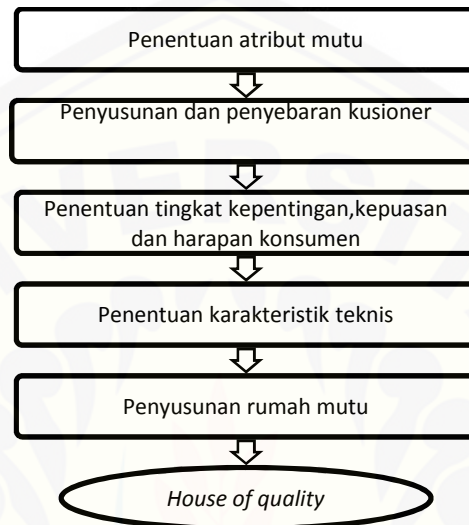 Penentuan atribut mutu
Penyusunan dan penyebaran kusioner
Penentuan tingkat kepentingan,kepuasan
dan harapan konsumen
Penentuan karakteristik teknis
Penyusunan rumah mutu
House of quality